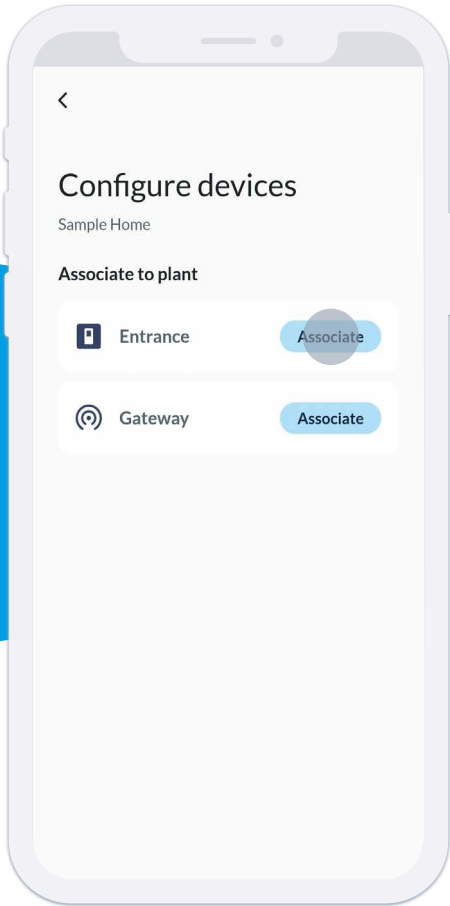 Configure devices
Sample Home
Associate to plant
Entrance
Associate
Gateway
Associate